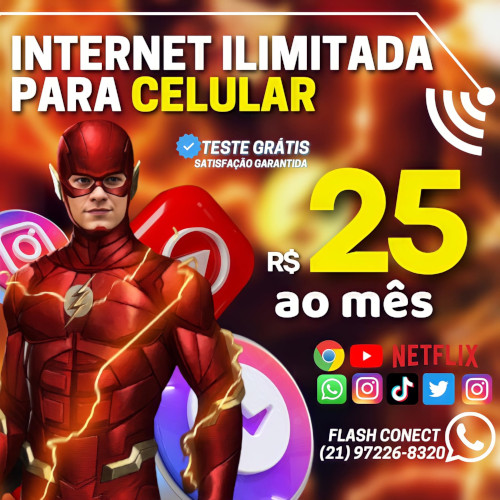 INTERNET ILIMITADA
PARA CELULAR
TESTE GRÁTIS
SATISFAÇÃO GARANTIDA
R$ 25
ao mês
NETFLIX
FLASH CONECT
(21) 97226-8320